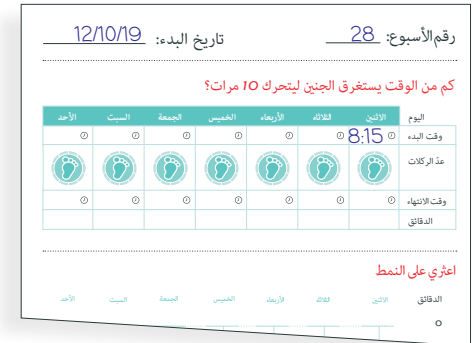 رقم الأسبوع: 28 تاريخ البدء: 12/10/19
كم من الوقت يستغرق الجنين ليتحرك 10 مرات؟
اليوم الاثنين الثلاثاء الأربعاء الخميس الجمعة السبت الأحد
وقت البدء 8:15
عدّ الركلات
وقت الانتهاء
الدقائق
اعثري على النمط
الدقائق الاثنين الثلاثاء الأربعاء الخميس الجمعة السبت الأحد
0